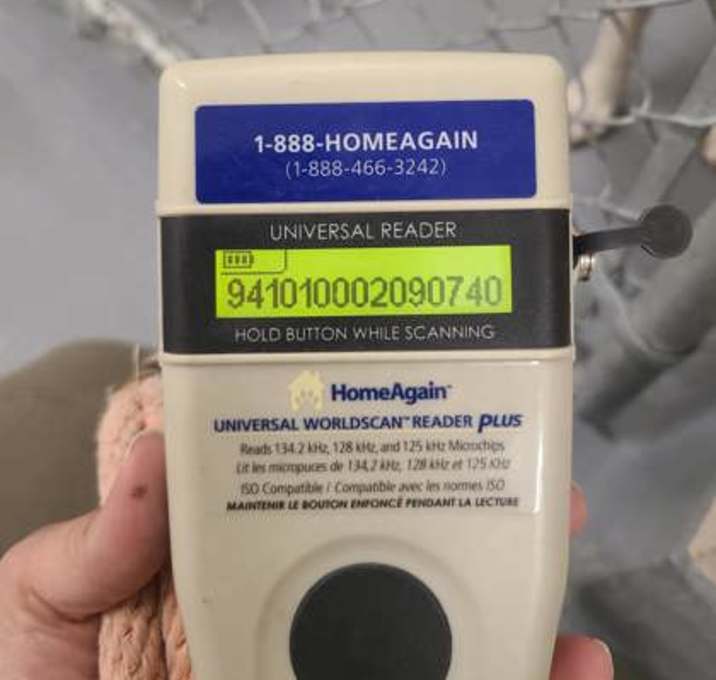 1-888-HOMEAGAIN
(1-888-466-3242)
UNIVERSAL READER
941010002090740
HOLD BUTTON WHILE SCANNING
HomeAgain™
UNIVERSAL WORLDSCAN™ READER PLUS
Reads 134.2 kHz, 128 kHz, and 125 kHz Microchips
Lit les micropuces de 134,2 kHz, 128 kHz et 125 kHz
ISO Compatible / Compatible avec les normes ISO
MAINTENIR LE BOUTON ENFONCÉ PENDANT LA LECTURE